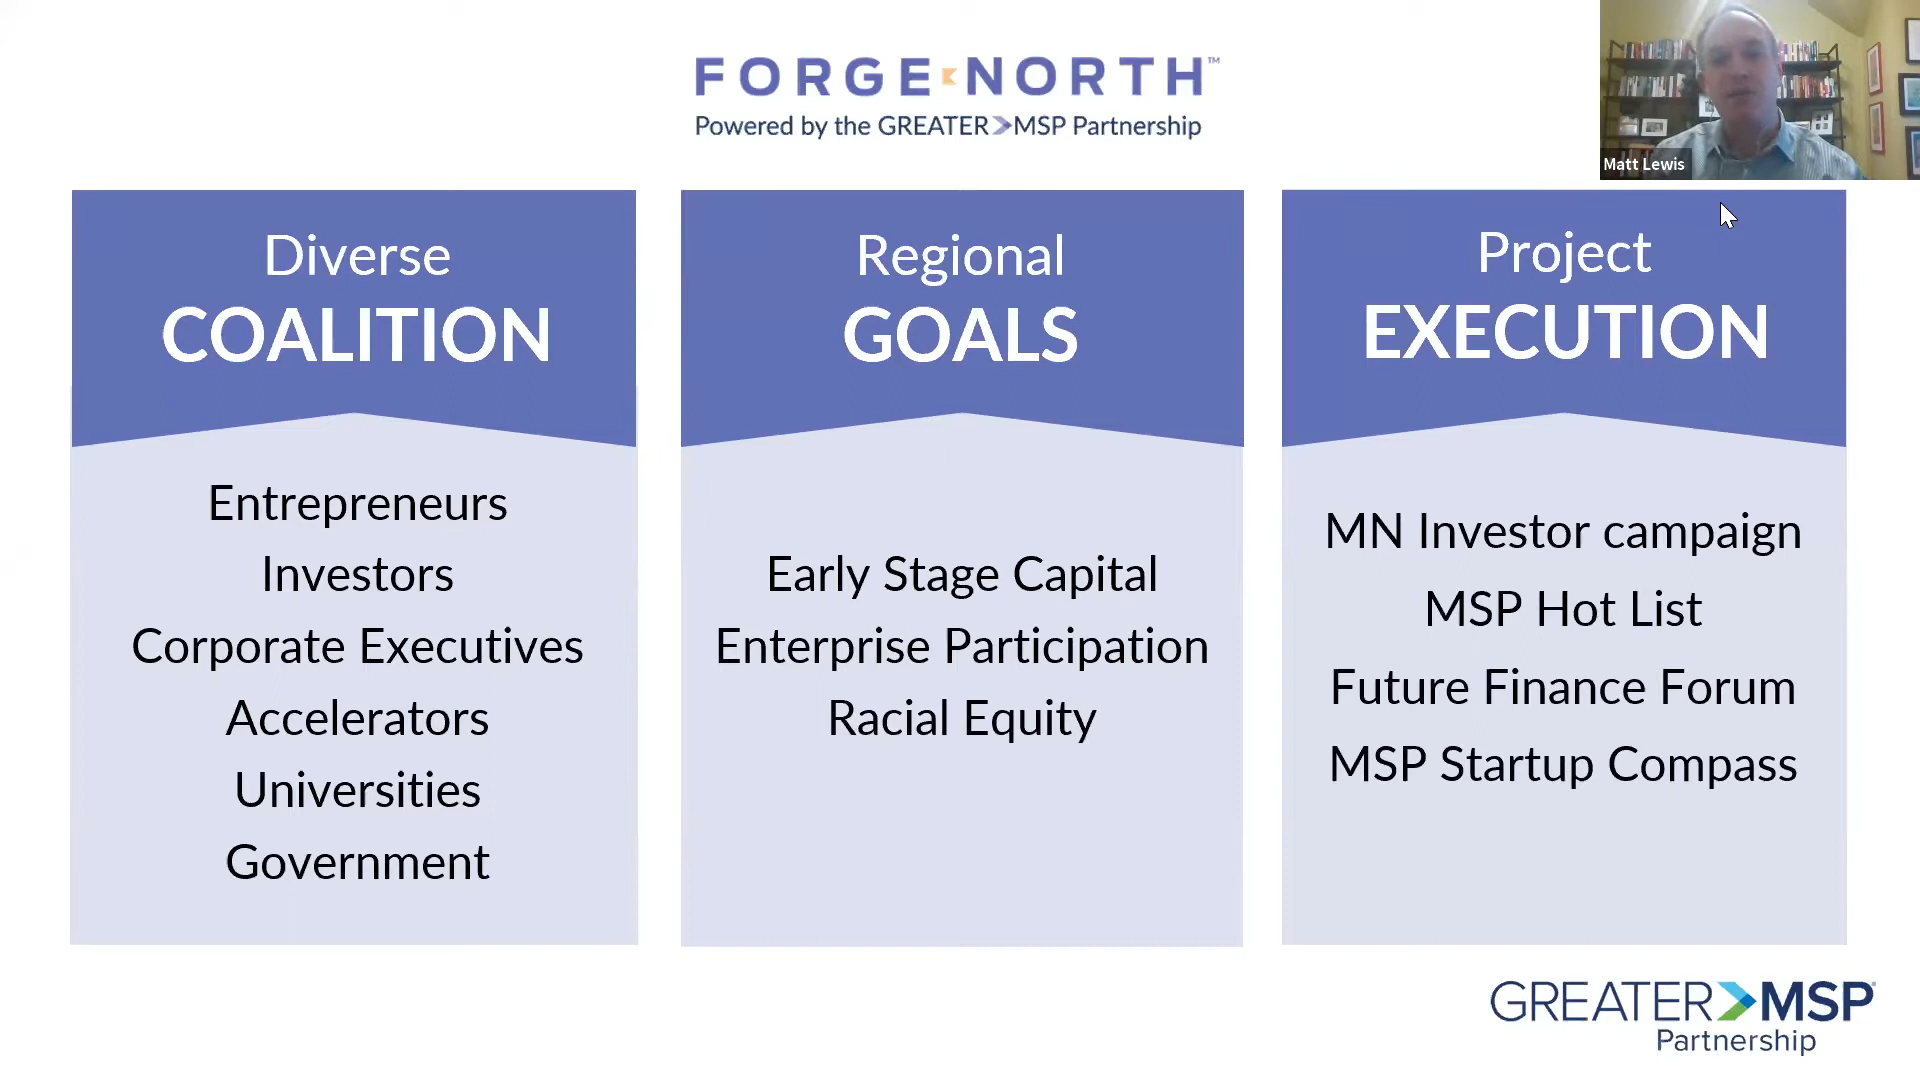 FORGE NORTH™
Powered by the GREATER MSP Partnership
Matt Lewis
Diverse
COALITION
Entrepreneurs
Investors
Corporate Executives
Accelerators
Universities
Government
Regional
GOALS
Early Stage Capital
Enterprise Participation
Racial Equity
Project
EXECUTION
MN Investor campaign
MSP Hot List
Future Finance Forum
MSP Startup Compass
GREATER MSP
Partnership